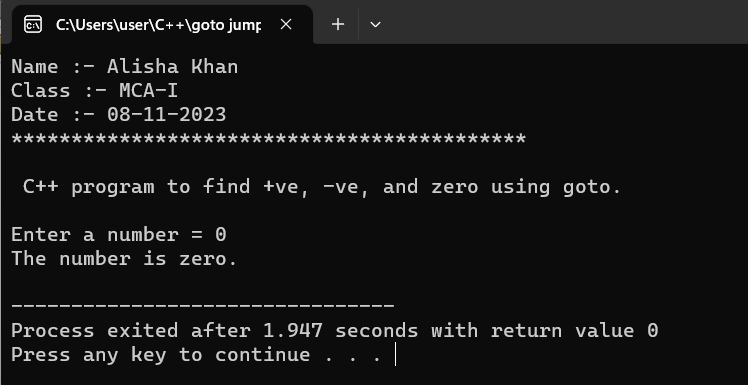 C:\Users\user\C++\goto jump
Name :- Alisha Khan
Class :- MCA-I
Date :- 08-11-2023
*******************************************
C++ program to find +ve, -ve, and zero using goto.
Enter a number = 0
The number is zero.
--------------------------------
Process exited after 1.947 seconds with return value 0
Press any key to continue . . .